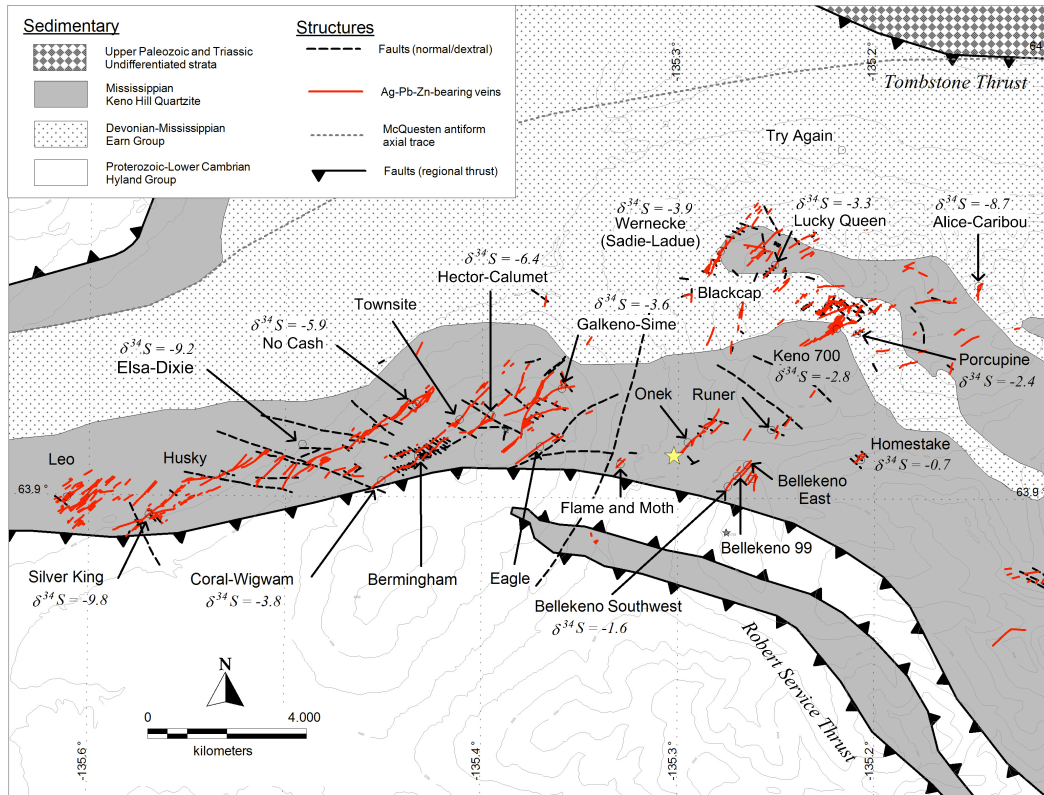 Sedimentary
Upper Paleozoic and Triassic
Undifferentiated strata
Mississippian
Keno Hill Quartzite
Devonian-Mississippian
Earn Group
Proterozoic-Lower Cambrian
Hyland Group
Structures
Faults (normal/dextral)
Ag-Pb-Zn-bearing veins
McQuesten antiform
axial trace
Faults (regional thrust)
-135.3 °
-135.2 °
64
Tombstone Thrust
Try Again
δ³⁴S = -3.9
Wernecke
(Sadie-Ladue)
δ³⁴S = -3.3
Lucky Queen
δ³⁴S = -8.7
Alice-Caribou
δ³⁴S = -6.4
Hector-Calumet
Blackcap
Townsite
δ³⁴S = -3.6
Galkeno-Sime
δ³⁴S = -5.9
No Cash
δ³⁴S = -9.2
Elsa-Dixie
Keno 700
δ³⁴S = -2.8
Porcupine
δ³⁴S = -2.4
Onek
Runer
Leo
Husky
Homestake
δ³⁴S = -0.7
63.9 °
63.9
Bellekeno
East
Flame and Moth
Bellekeno 99
Silver King
δ³⁴S = -9.8
Coral-Wigwam
δ³⁴S = -3.8
Bermingham
Eagle
Bellekeno Southwest
δ³⁴S = -1.6
Robert Service Thrust
N
0
4.000
kilometers
-135.6 °
-135.4 °
-135.3 °
-135.2 °